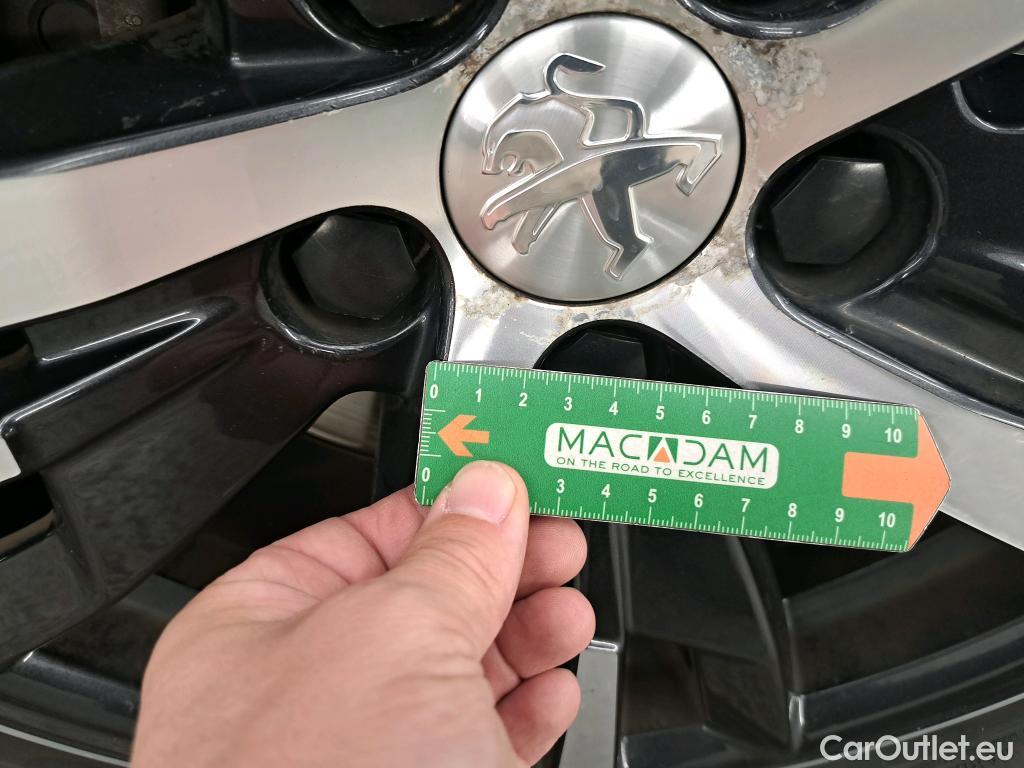 0 1 2 3 4 5 6 7 8 9 10
MACADAM
ON THE ROAD TO EXCELLENCE
0 3 4 5 6 7 8 9 10
CarOutlet.eu